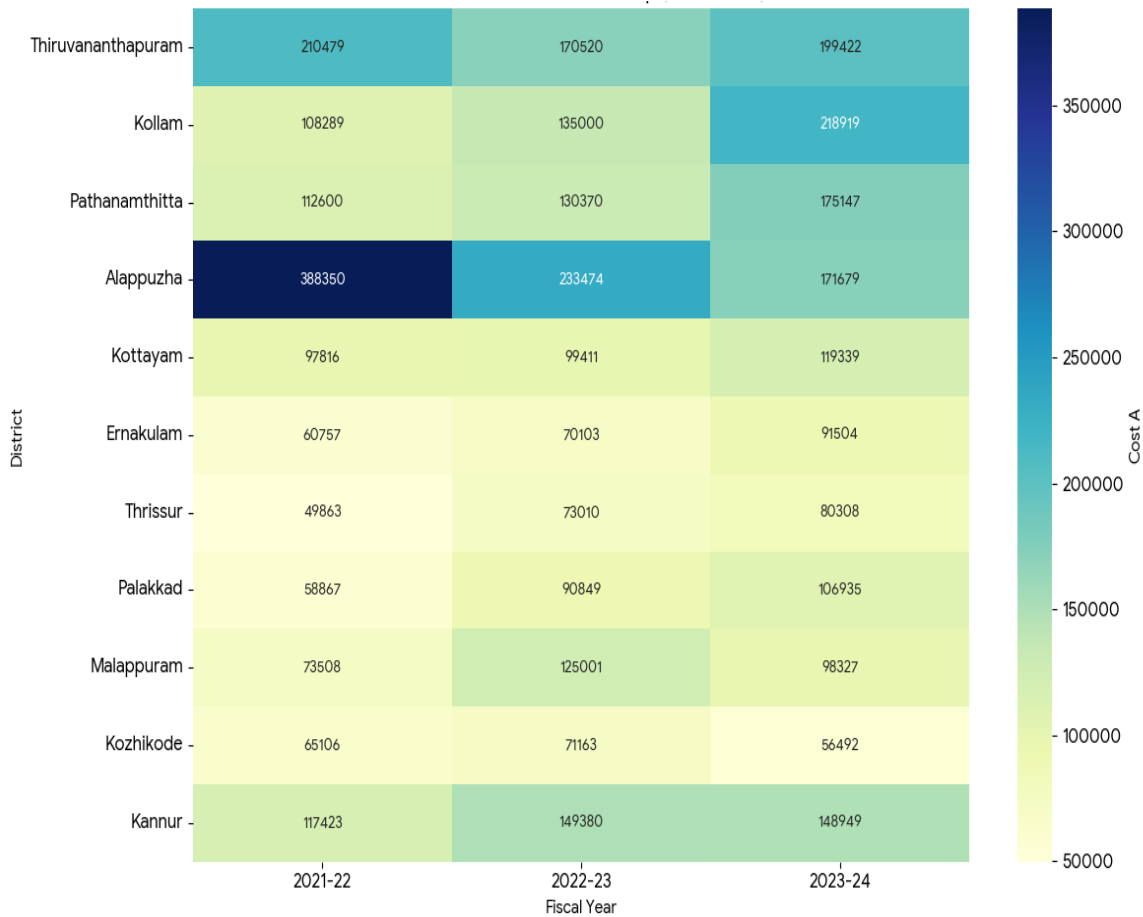 Thiruvananthapuram 210479 170520 199422
Kollam 108289 135000 218919
Pathanamthitta 112600 130370 175147
Alappuzha 388350 233474 171679
Kottayam 97816 99411 119339
Ernakulam 60757 70103 91504
Thrissur 49863 73010 80308
Palakkad 58867 90849 106935
Malappuram 73508 125001 98327
Kozhikode 65106 71163 56492
Kannur 117423 149380 148949
2021-22 2022-23 2023-24
Fiscal Year
District
350000
300000
250000
200000
150000
100000
50000
Cost A